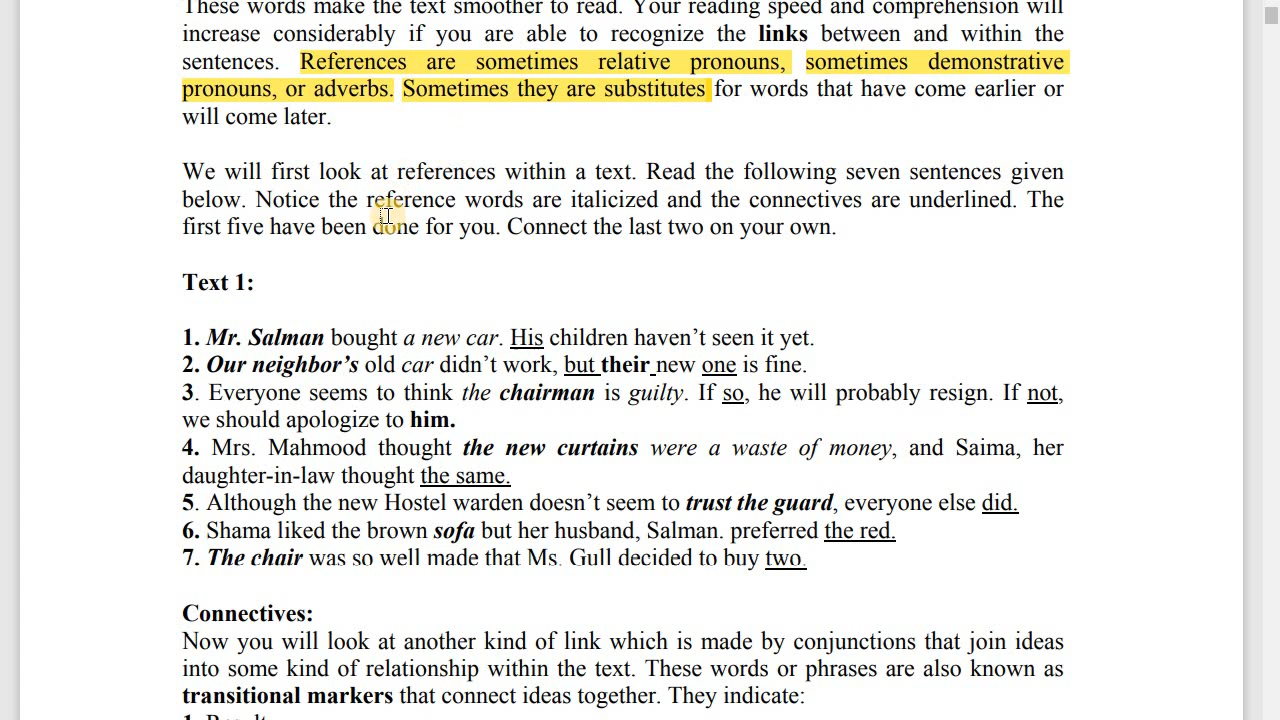 These words make the text smoother to read. Your reading speed and comprehension will
increase considerably if you are able to recognize the links between and within the
sentences. References are sometimes relative pronouns, sometimes demonstrative
pronouns, or adverbs. Sometimes they are substitutes for words that have come earlier or
will come later.
We will first look at references within a text. Read the following seven sentences given
below. Notice the reference words are italicized and the connectives are underlined. The
first five have been done for you. Connect the last two on your own.
Text 1:
1. Mr. Salman bought a new car. His children haven’t seen it yet.
2. Our neighbor’s old car didn’t work, but their new one is fine.
3. Everyone seems to think the chairman is guilty. If so, he will probably resign. If not,
we should apologize to him.
4. Mrs. Mahmood thought the new curtains were a waste of money, and Saima, her
daughter-in-law thought the same.
5. Although the new Hostel warden doesn’t seem to trust the guard, everyone else did.
6. Shama liked the brown sofa but her husband, Salman. preferred the red.
7. The chair was so well made that Ms. Gull decided to buy two.
Connectives:
Now you will look at another kind of link which is made by conjunctions that join ideas
into some kind of relationship within the text. These words or phrases are also known as
transitional markers that connect ideas together. They indicate:
1. Result